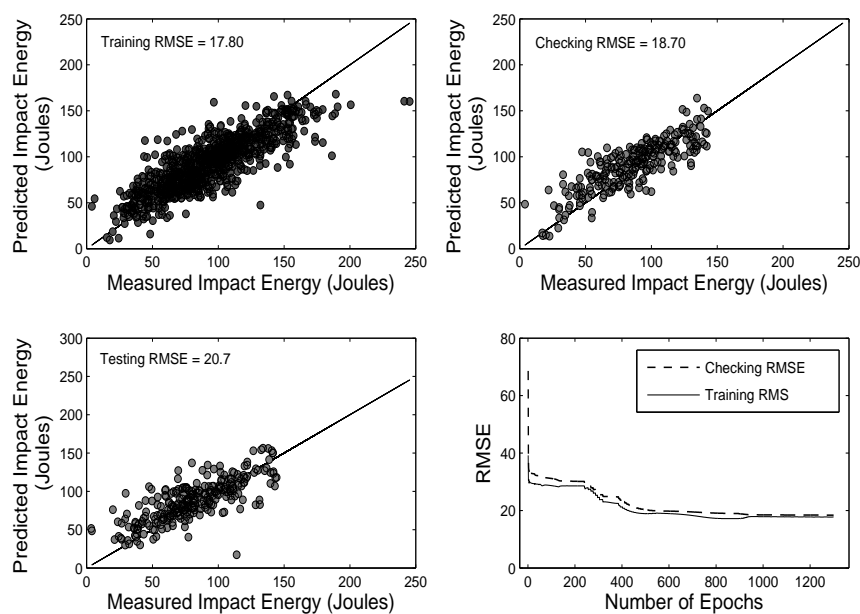 250
200
150
100
50
0
Predicted Impact Energy
(Joules)
Training RMSE = 17.80
0 50 100 150 200 250
Measured Impact Energy (Joules)
250
200
150
100
50
0
Predicted Impact Energy
(Joules)
Checking RMSE = 18.70
0 50 100 150 200 250
Measured Impact Energy (Joules)
300
250
200
150
100
50
0
Predicted Impact Energy
(Joules)
Testing RMSE = 20.7
0 50 100 150 200 250
Measured Impact Energy (Joules)
80
60
40
20
0
RMSE
Checking RMSE
Training RMS
0 200 400 600 800 1000 1200
Number of Epochs